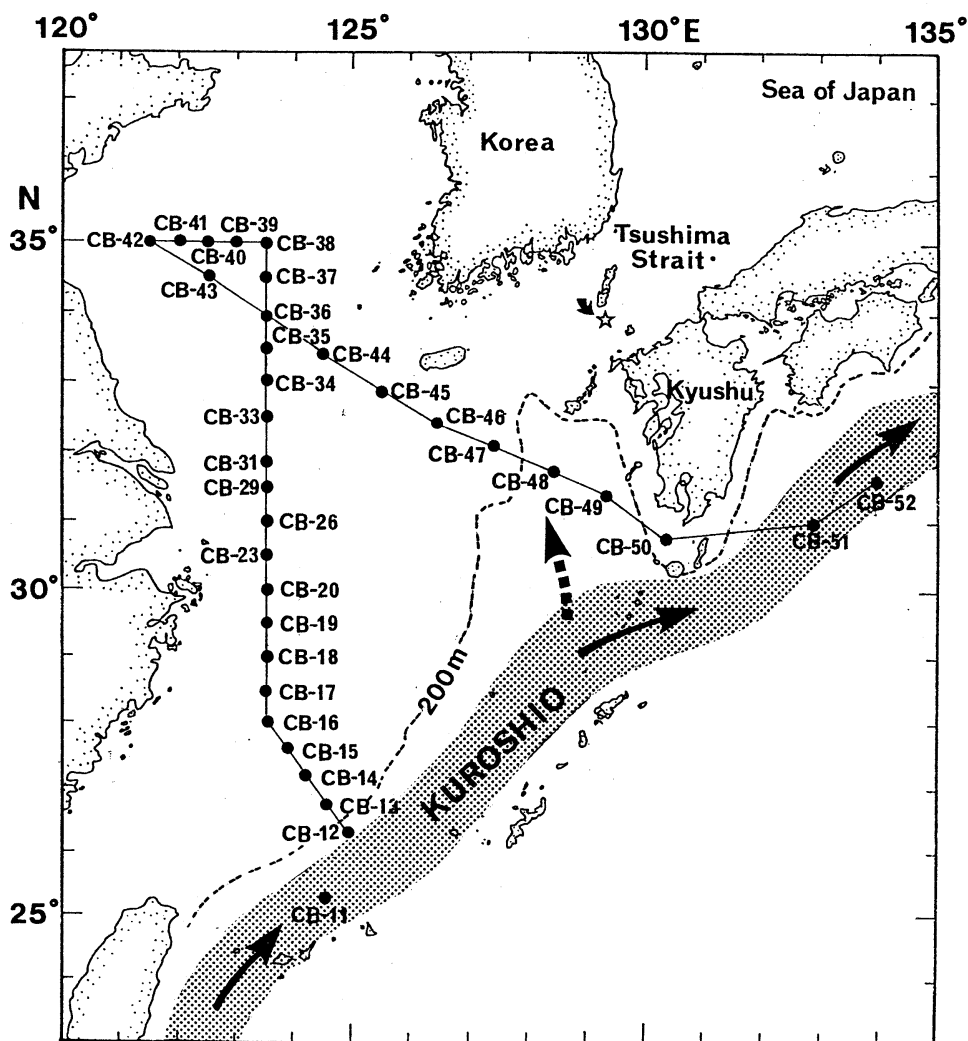 120°
125°
130°E
135°
Sea of Japan
Korea
N
35°
CB-42
CB-41
CB-39
CB-38
CB-40
Tsushima
Strait
CB-43
CB-37
CB-36
CB-35
CB-44
CB-34
CB-45
Kyushu
CB-33
CB-46
CB-47
CB-31
CB-48
CB-29
CB-49
CB-52
CB-26
CB-50
CB-51
CB-23
30°
CB-20
CB-19
CB-18
CB-17
200m
CB-16
KUROSHIO
CB-15
CB-14
CB-13
CB-12
25°
CB-11